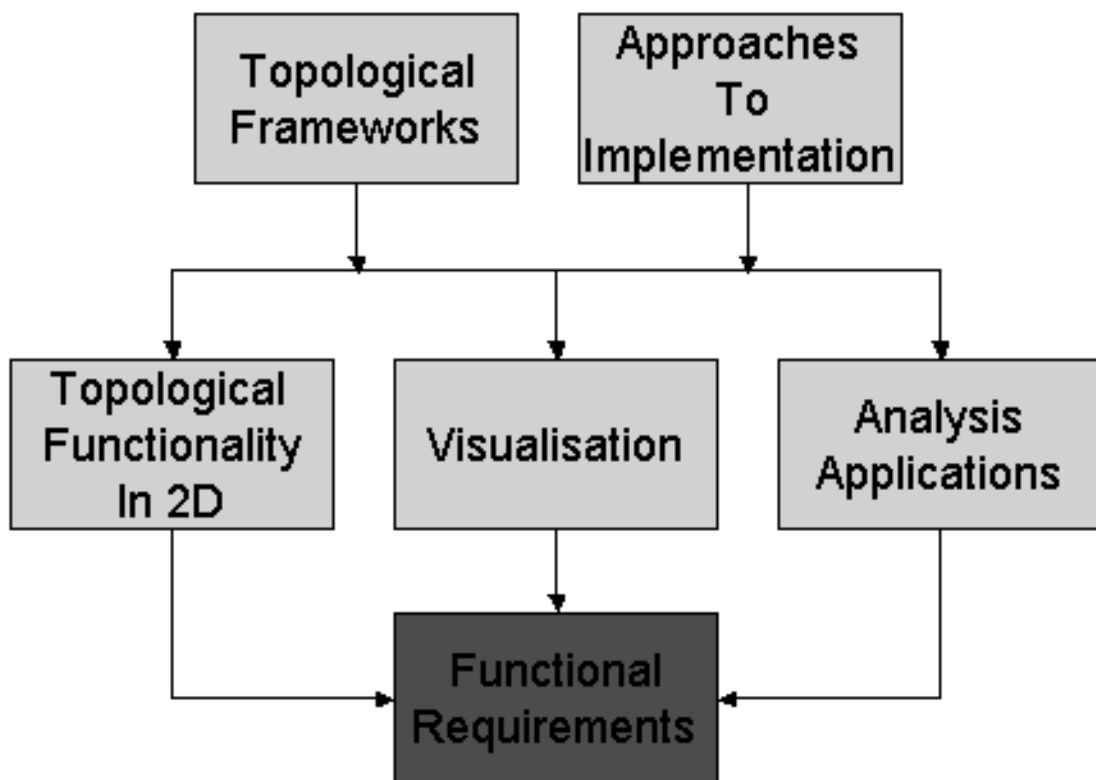 Topological
Frameworks
Approaches
To
Implementation
Topological
Functionality
In 2D
Visualisation
Analysis
Applications
Functional
Requirements